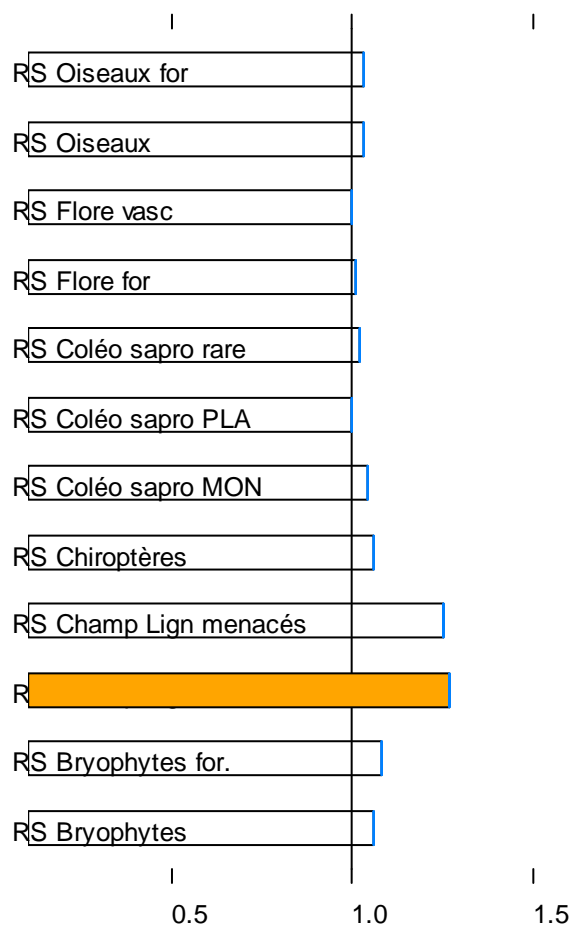 RS Oiseaux for
RS Oiseaux
RS Flore vasc
RS Flore for
RS Coléo sapro rare
RS Coléo sapro PLA
RS Coléo sapro MON
RS Chiroptères
RS Champ Lign menacés
RS Bryophytes for.
RS Bryophytes
0.5 1.0 1.5